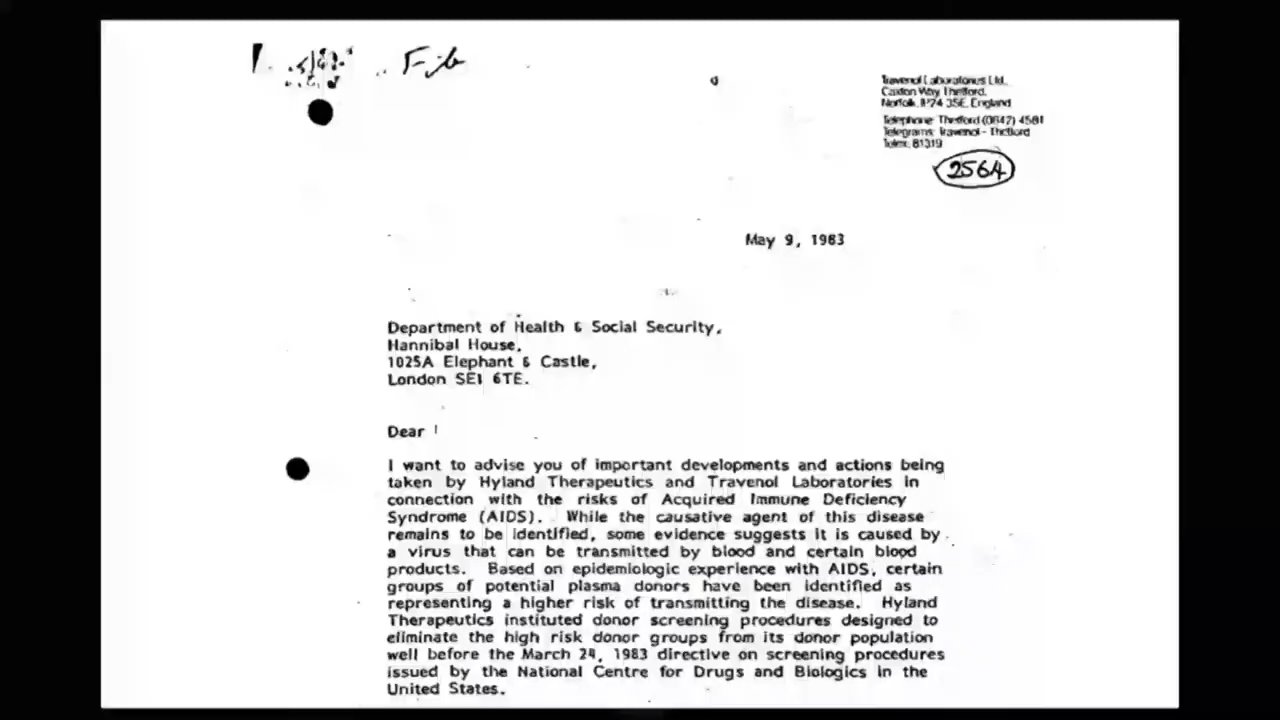 File
Travenol Laboratories Ltd.
Caxton Way Thetford,
Norfolk, IP24 3SE, England
Telephone: Thetford (0842) 4581
Telegrams: Travenol - Thetford
Telex: 81319
2564
May 9, 1983
Department of Health & Social Security,
Hannibal House,
1025A Elephant & Castle,
London SE1 6TE.
Dear
I want to advise you of important developments and actions being
taken by Hyland Therapeutics and Travenol Laboratories in
connection with the risks of Acquired Immune Deficiency
Syndrome (AIDS). While the causative agent of this disease
remains to be identified, some evidence suggests it is caused by
a virus that can be transmitted by blood and certain blood
products. Based on epidemiologic experience with AIDS, certain
groups of potential plasma donors have been identified as
representing a higher risk of transmitting the disease. Hyland
Therapeutics instituted donor screening procedures designed to
eliminate the high risk donor groups from its donor population
well before the March 24, 1983 directive on screening procedures
issued by the National Centre for Drugs and Biologics in the
United States.